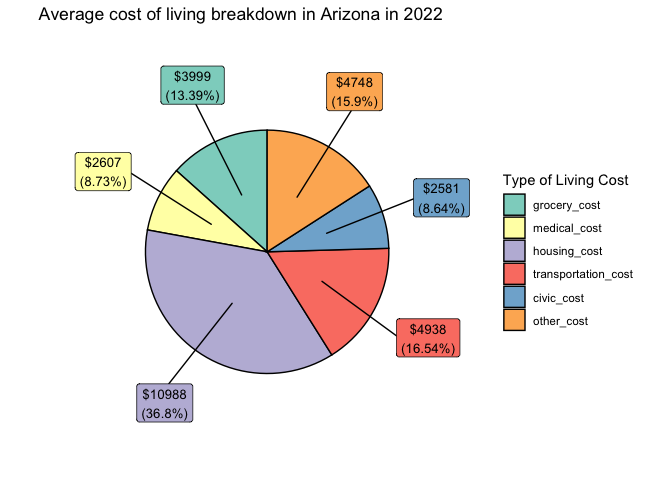 Average cost of living breakdown in Arizona in 2022
$3999
(13.39%)
$4748
(15.9%)
$2607
(8.73%)
$2581
(8.64%)
$4938
(16.54%)
$10988
(36.8%)
Type of Living Cost
grocery_cost
medical_cost
housing_cost
transportation_cost
civic_cost
other_cost